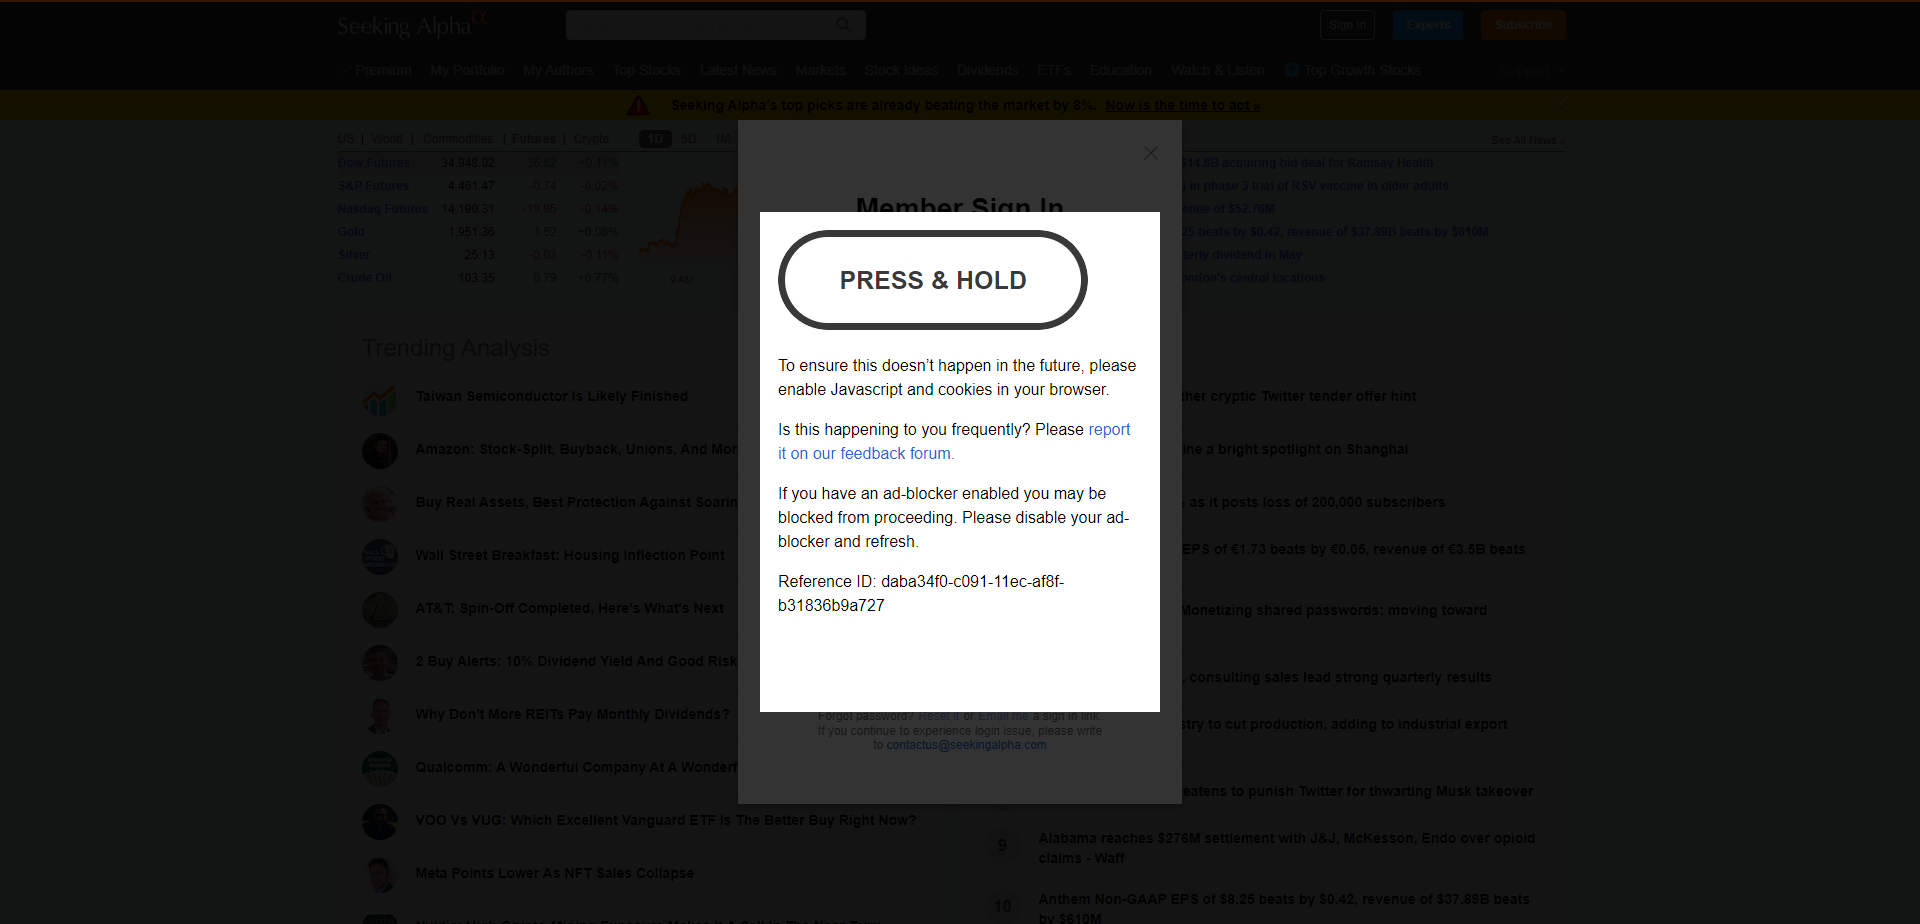 Seeking Alpha α
Sign In
Experts
Subscribe
Premium My Portfolio My Authors Top Stocks Latest News Markets Stock Ideas Dividends ETFs Education Watch & Listen Top Growth Stocks Support
Seeking Alpha's top picks are already beating the market by 8%. Now is the time to act »
US | World | Commodities | Futures | Crypto
1D 5D 1M
See All News »
Dow Futures 34,948.02 36.82 +0.11%
S&P Futures 4,461.47 -0.74 -0.02%
Nasdaq Futures 14,190.31 -19.95 -0.14%
Gold 1,951.36 1.52 +0.08%
Silver 25.13 -0.03 -0.11%
Crude Oil 103.35 0.79 +0.77%
9 AM
$14.8B acquiring bid deal for Ramsay Health
in phase 3 trial of RSV vaccine in older adults
enue of $52.76M
25 beats by $0.42, revenue of $37.89B beats by $610M
terly dividend in May
ondon's central locations
Member Sign In
PRESS & HOLD
To ensure this doesn’t happen in the future, please
enable Javascript and cookies in your browser.
Is this happening to you frequently? Please report
it on our feedback forum.
If you have an ad-blocker enabled you may be
blocked from proceeding. Please disable your ad-
blocker and refresh.
Reference ID: daba34f0-c091-11ec-af8f-
b31836b9a727
Forgot password? Reset it or Email me a sign in link.
If you continue to experience login issue, please write
to contactus@seekingalpha.com
Trending Analysis
Taiwan Semiconductor Is Likely Finished
Amazon: Stock-Split, Buyback, Unions, And Mor
Buy Real Assets, Best Protection Against Soarin
Wall Street Breakfast: Housing Inflection Point
AT&T: Spin-Off Completed, Here's What's Next
2 Buy Alerts: 10% Dividend Yield And Good Risk
Why Don't More REITs Pay Monthly Dividends?
Qualcomm: A Wonderful Company At A Wonderf
VOO Vs VUG: Which Excellent Vanguard ETF Is The Better Buy Right Now?
Meta Points Lower As NFT Sales Collapse
ther cryptic Twitter tender offer hint
ine a bright spotlight on Shanghai
as it posts loss of 200,000 subscribers
EPS of €1.73 beats by €0.05, revenue of €3.5B beats
Monetizing shared passwords; moving toward
, consulting sales lead strong quarterly results
stry to cut production, adding to industrial export
eatens to punish Twitter for thwarting Musk takeover
9 Alabama reaches $276M settlement with J&J, McKesson, Endo over opioid
claims - Waff
10 Anthem Non-GAAP EPS of $8.25 beats by $0.42, revenue of $37.89B beats
by $610M